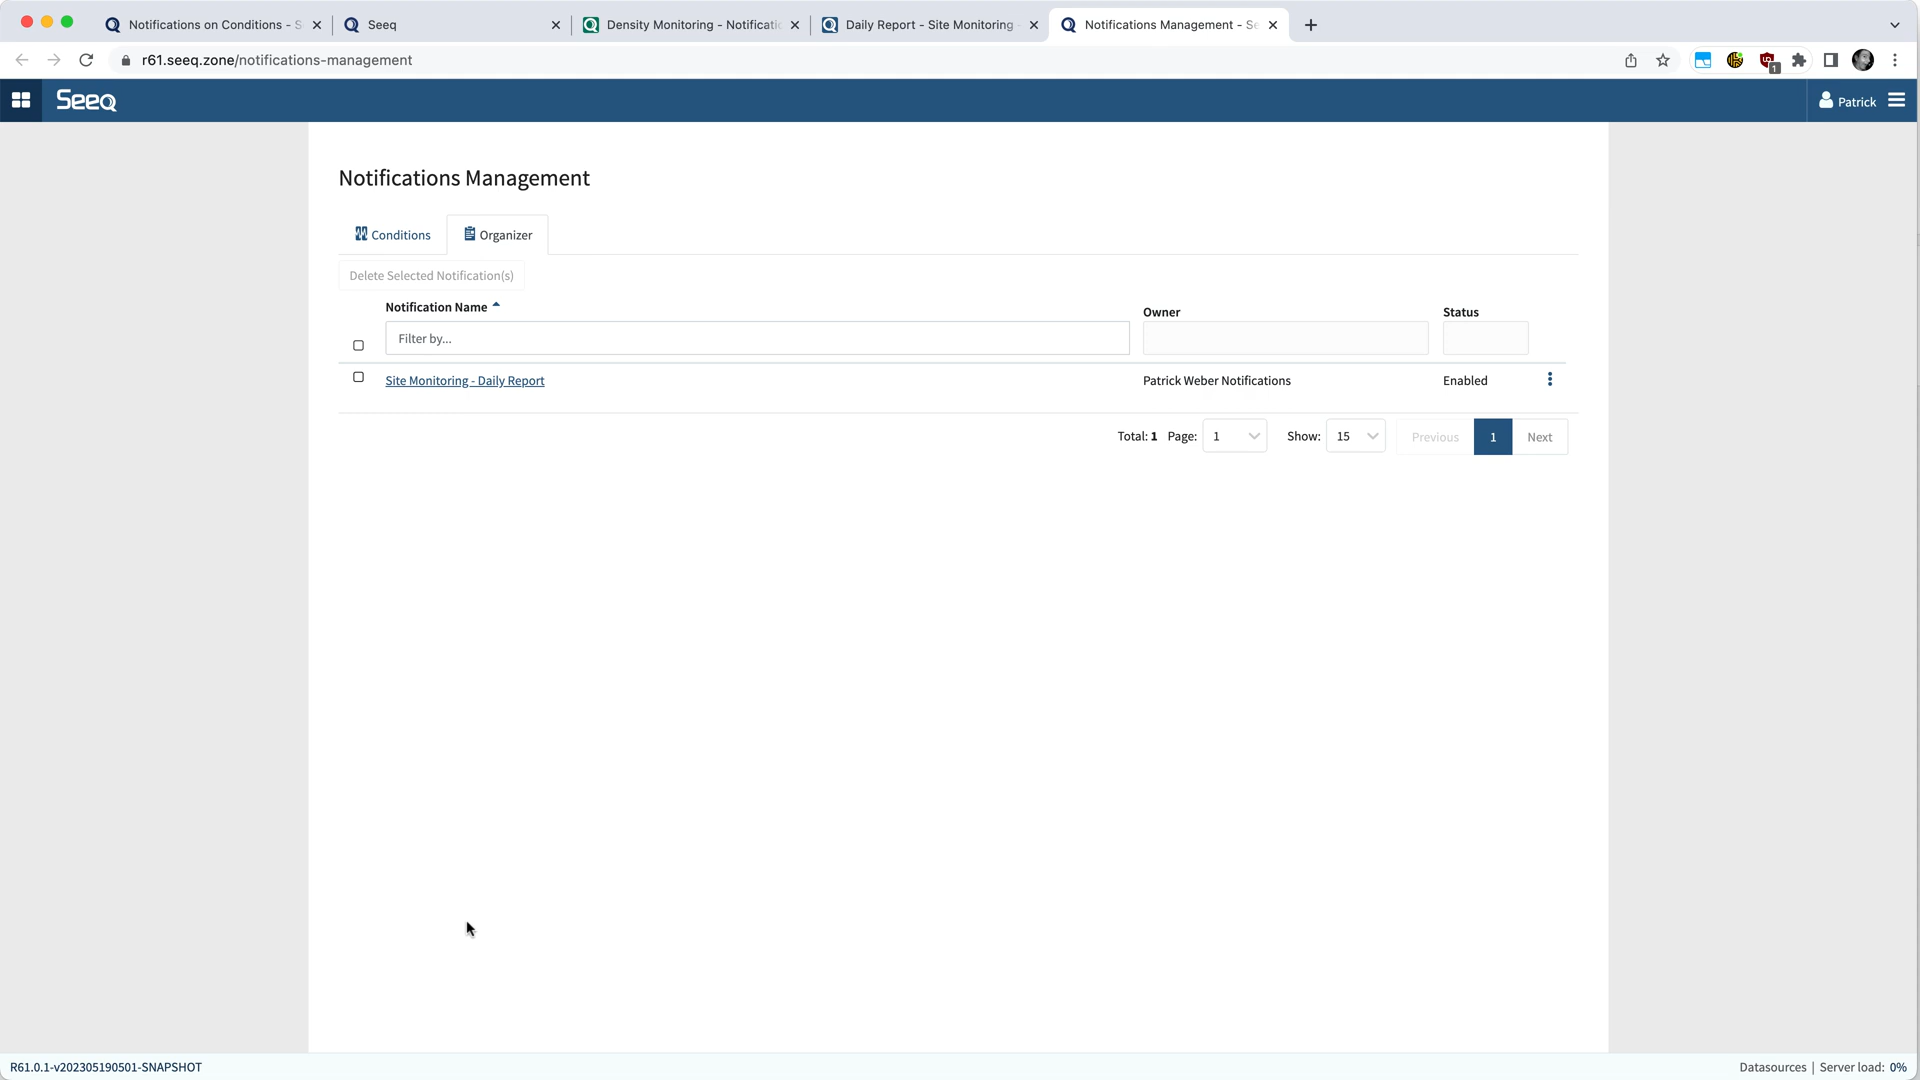 Notifications on Conditions - S
Seeq
Density Monitoring - Notificatio
Daily Report - Site Monitoring -
Notifications Management - Se
r61.seeq.zone/notifications-management
1
Seeq
Patrick
Notifications Management
Conditions
Organizer
Delete Selected Notification(s)
Notification Name
Owner
Status
Filter by...
Site Monitoring - Daily Report
Patrick Weber Notifications
Enabled
Total: 1 Page: 1 Show: 15 Previous 1 Next
R61.0.1-v202305190501-SNAPSHOT
Datasources | Server load: 0%